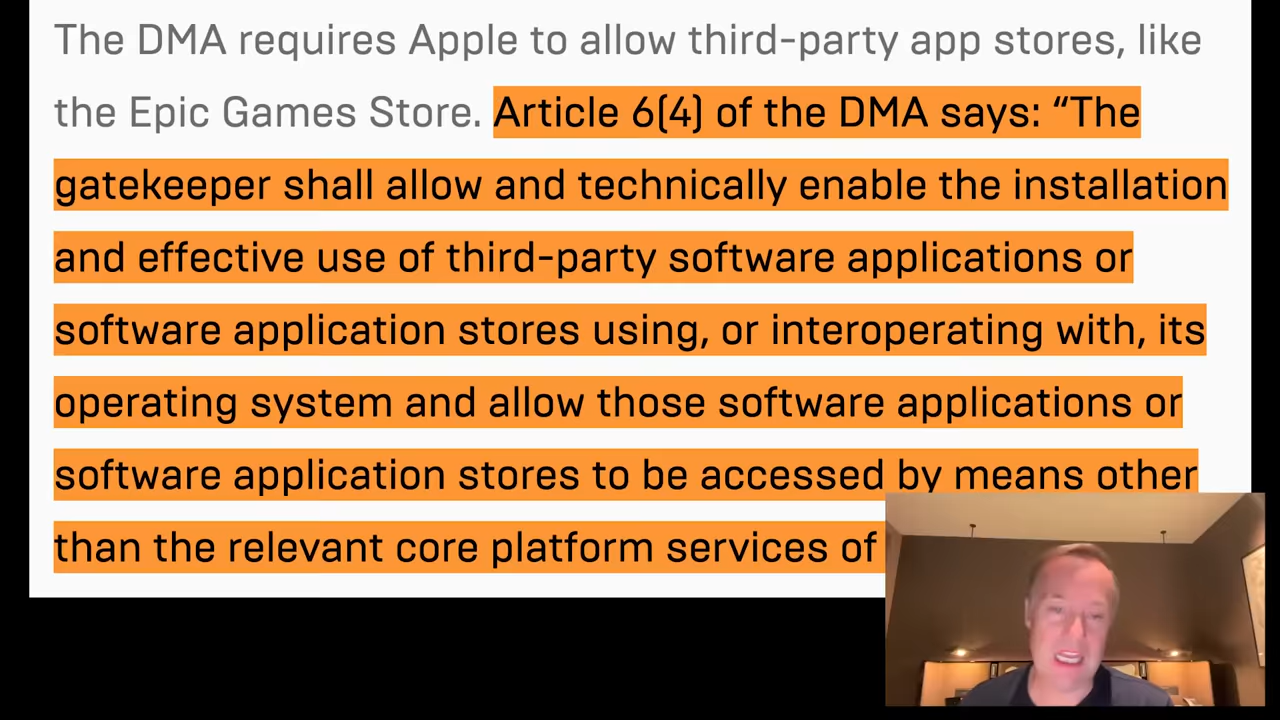 The DMA requires Apple to allow third-party app stores, like
the Epic Games Store. Article 6(4) of the DMA says: “The
gatekeeper shall allow and technically enable the installation
and effective use of third-party software applications or
software application stores using, or interoperating with, its
operating system and allow those software applications or
software application stores to be accessed by means other
than the relevant core platform services of